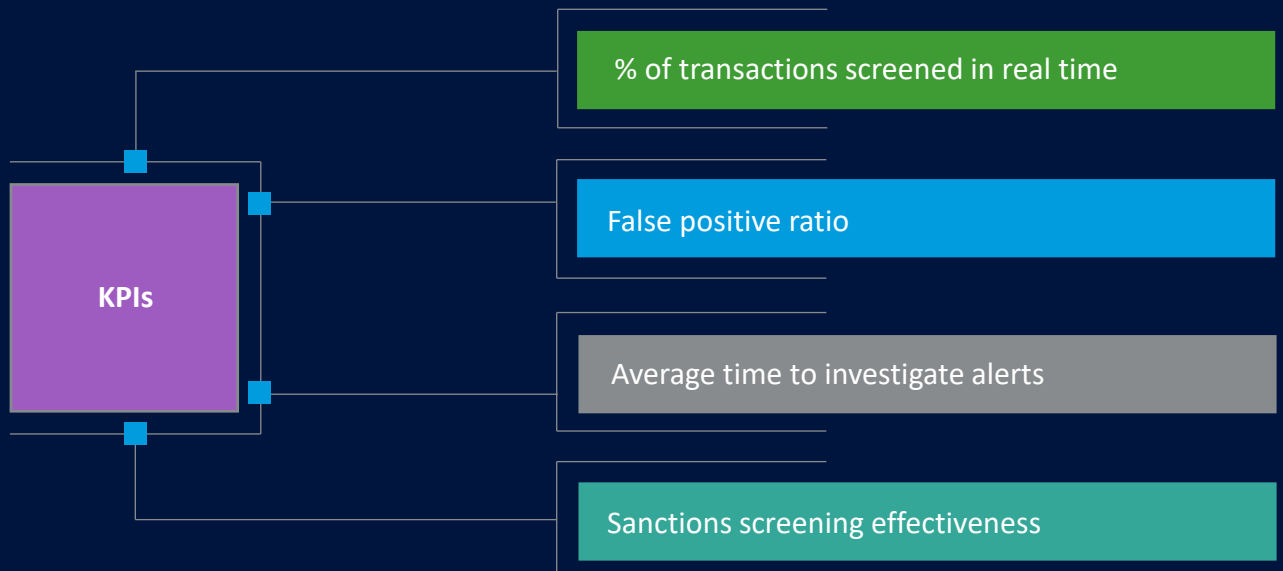 % of transactions screened in real time
False positive ratio
KPIs
Average time to investigate alerts
Sanctions screening effectiveness